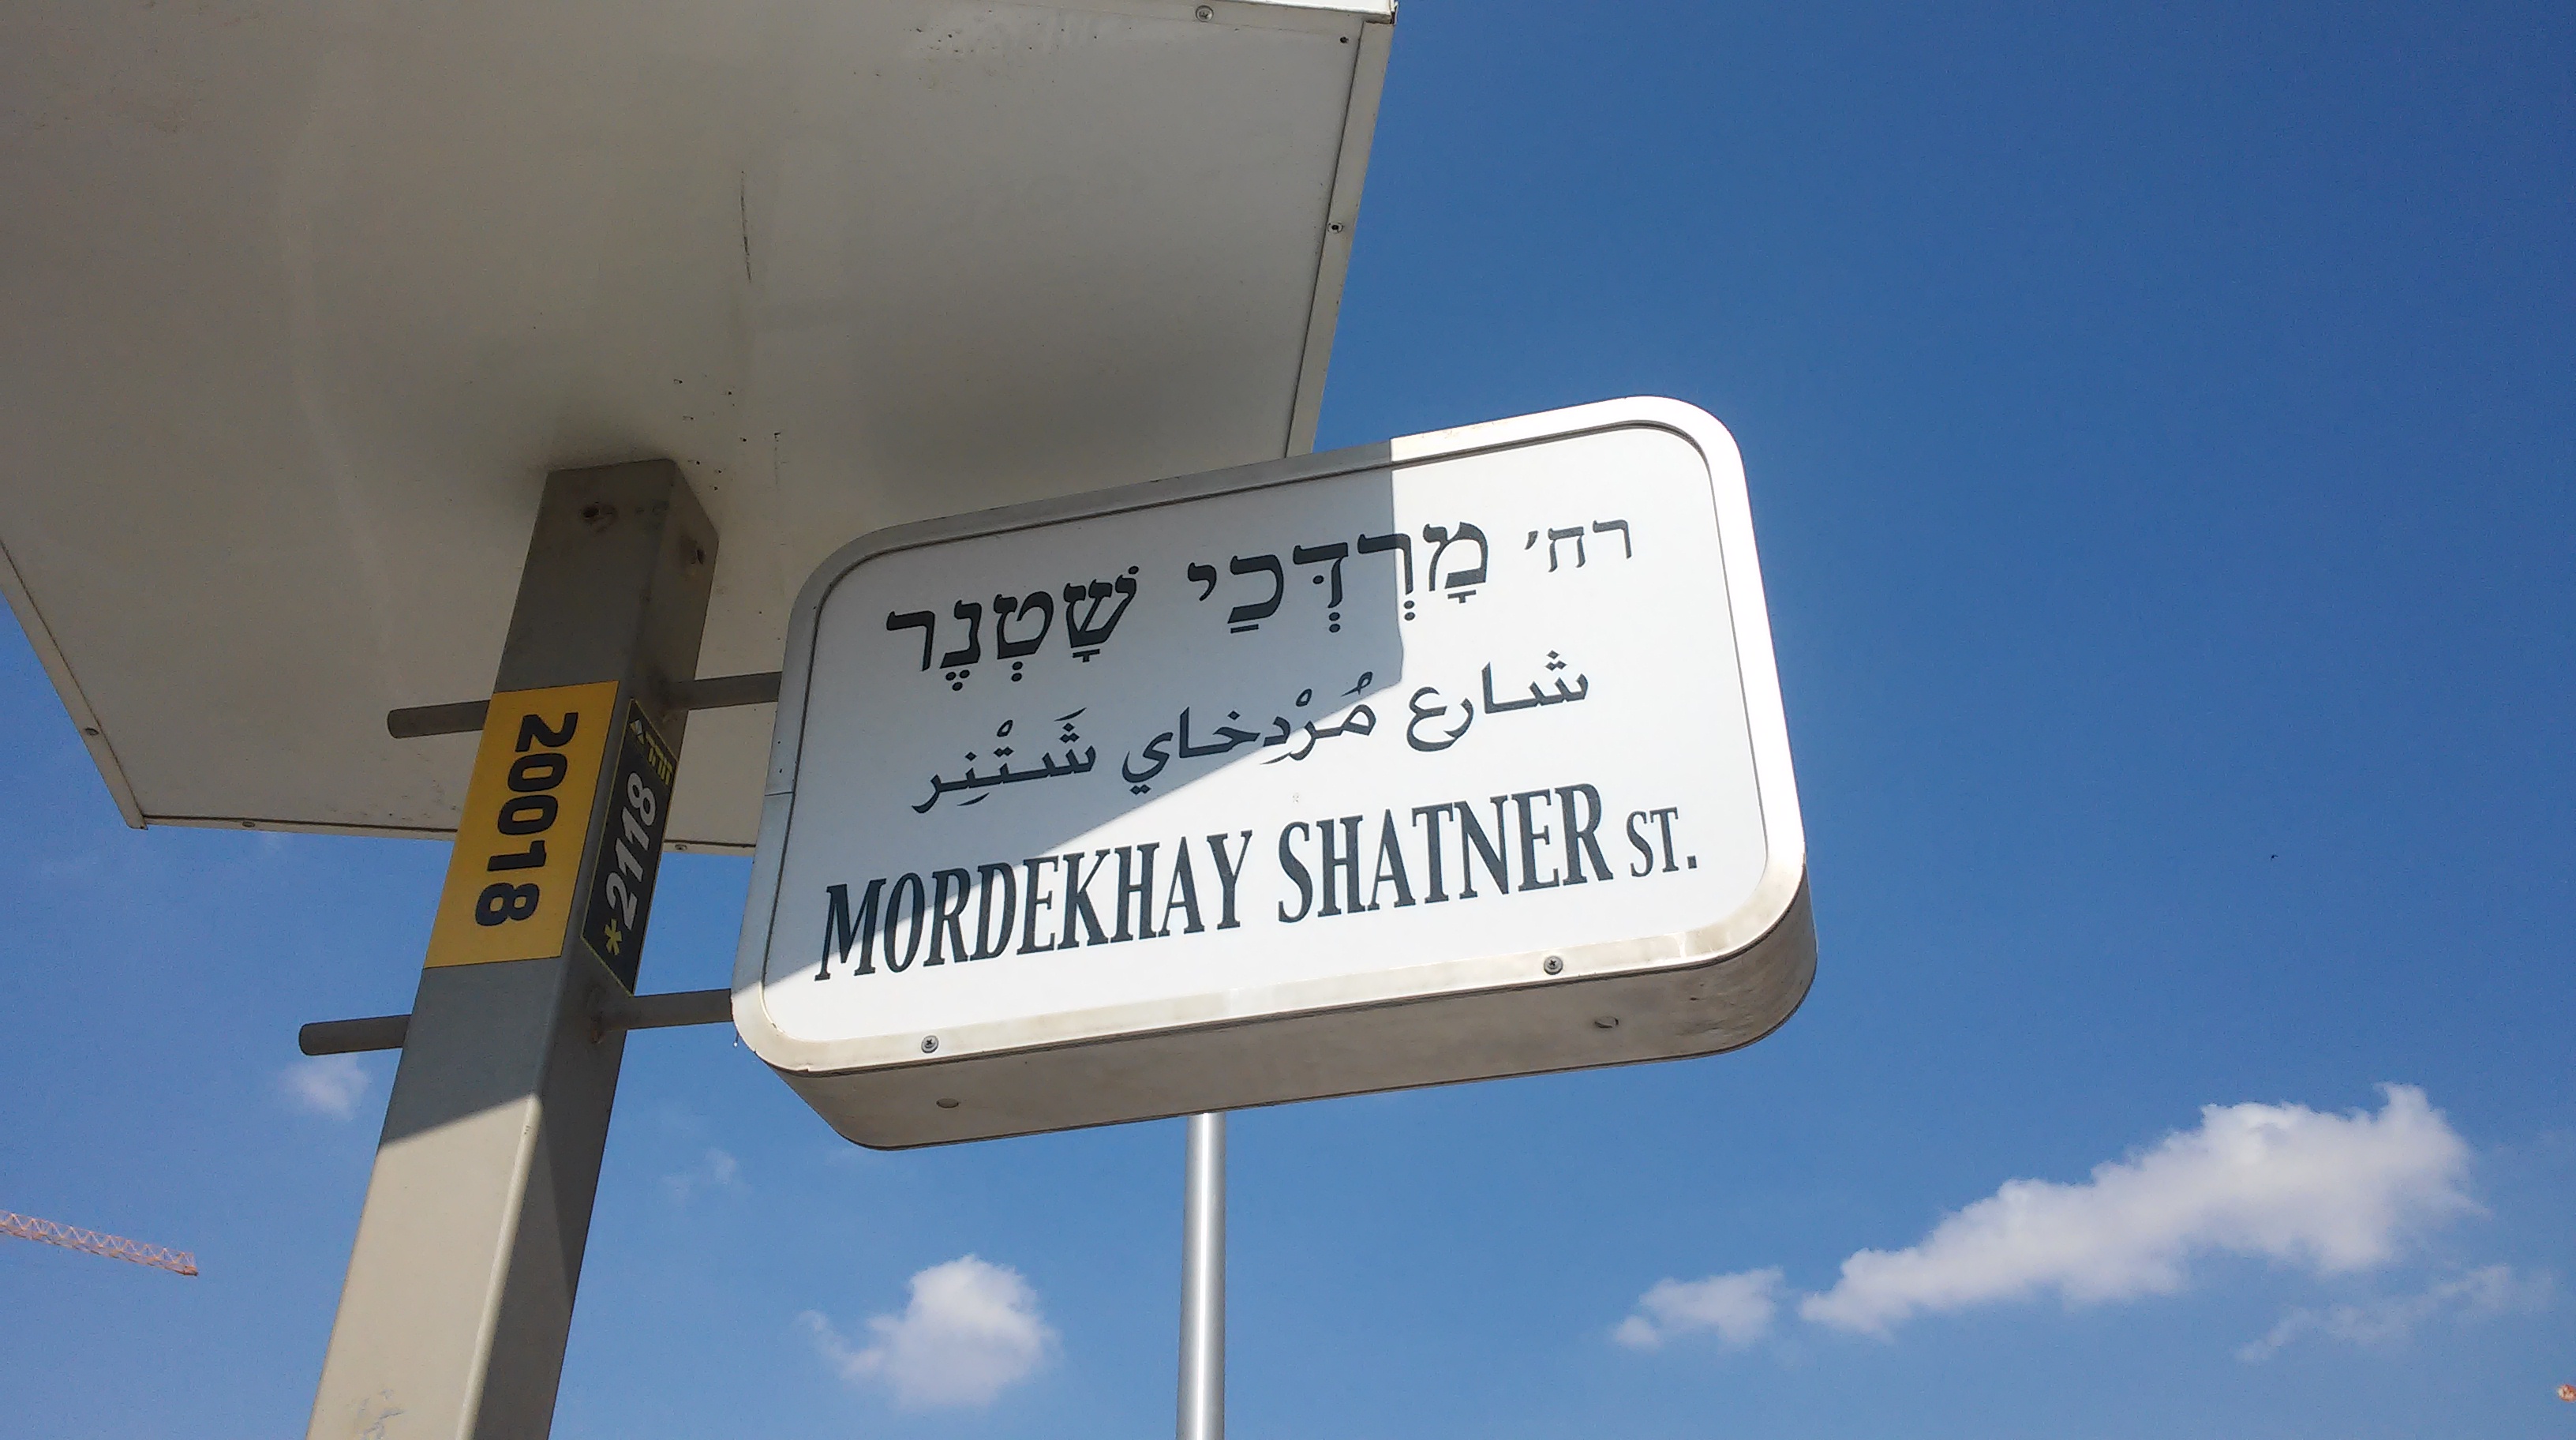 רח' מָרְדְּכַי שָׁטְנֶר
شارع مُرْدخاي شَتْنِر
MORDEKHAY SHATNER ST.
20018
*2118